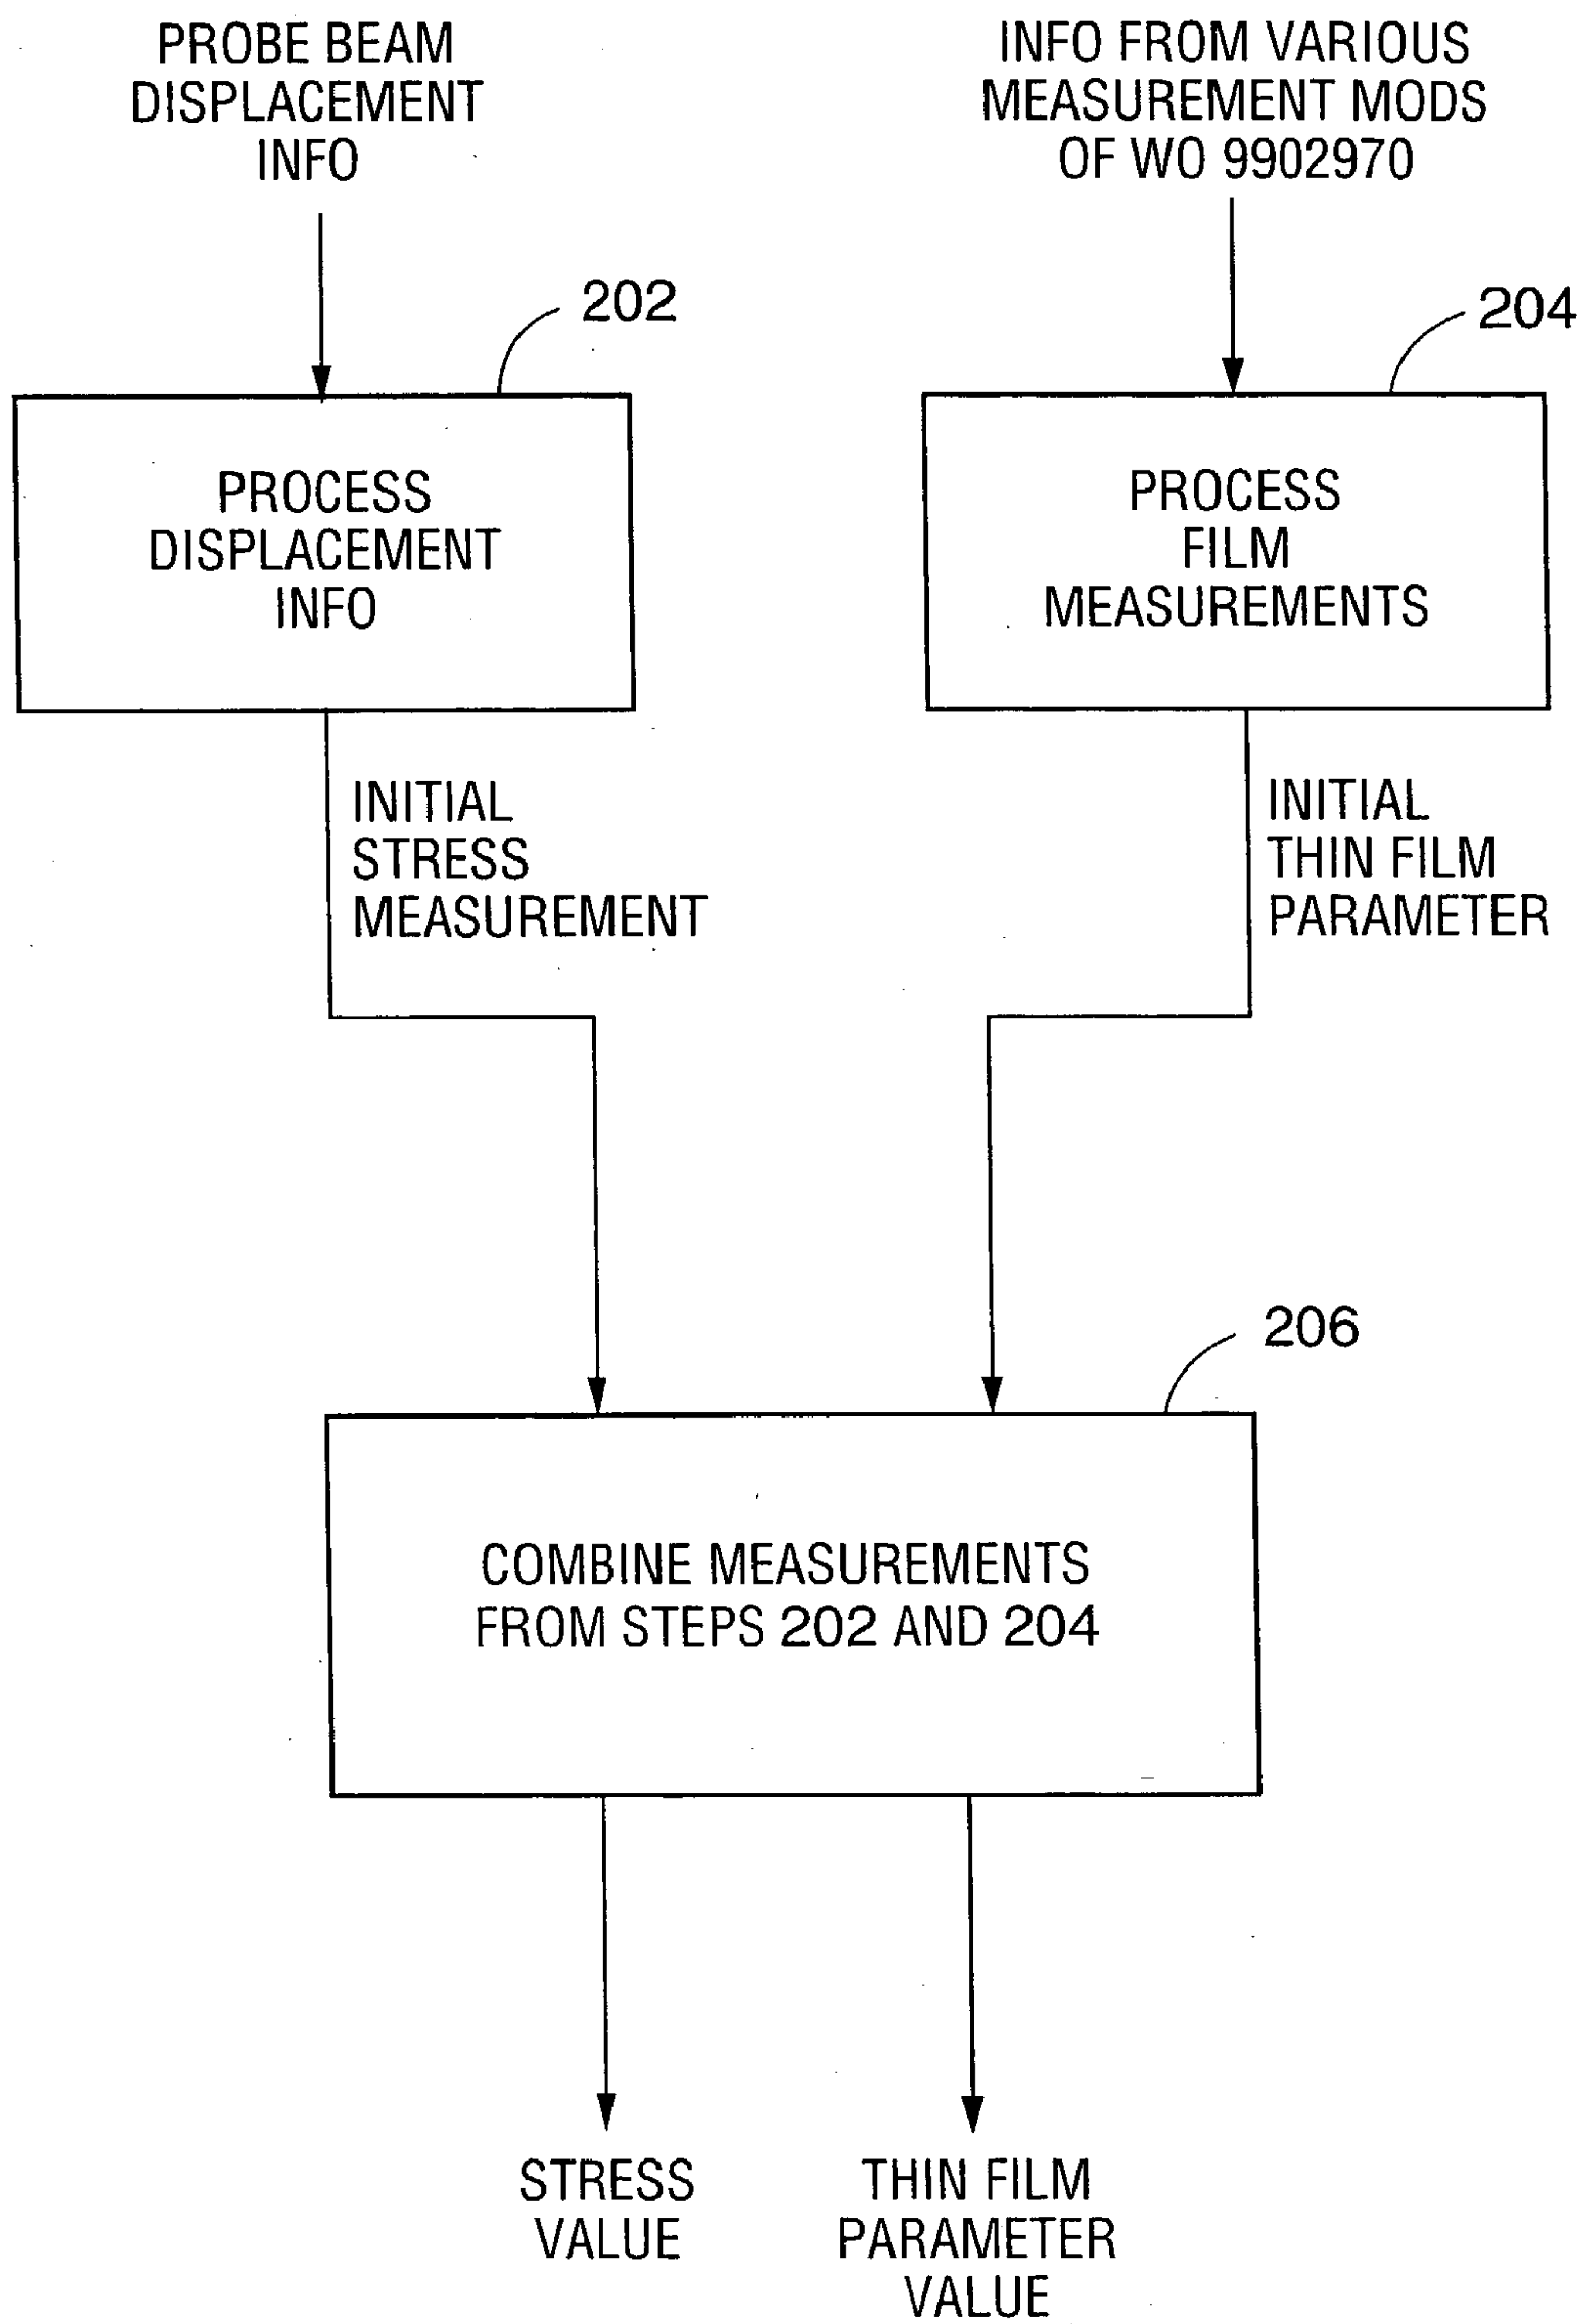 PROBE BEAM
DISPLACEMENT
INFO
INFO FROM VARIOUS
MEASUREMENT MODS
OF WO 9902970
202
204
PROCESS
DISPLACEMENT
INFO
PROCESS
FILM
MEASUREMENTS
INITIAL
STRESS
MEASUREMENT
INITIAL
THIN FILM
PARAMETER
206
COMBINE MEASUREMENTS
FROM STEPS 202 AND 204
STRESS
VALUE
THIN FILM
PARAMETER
VALUE